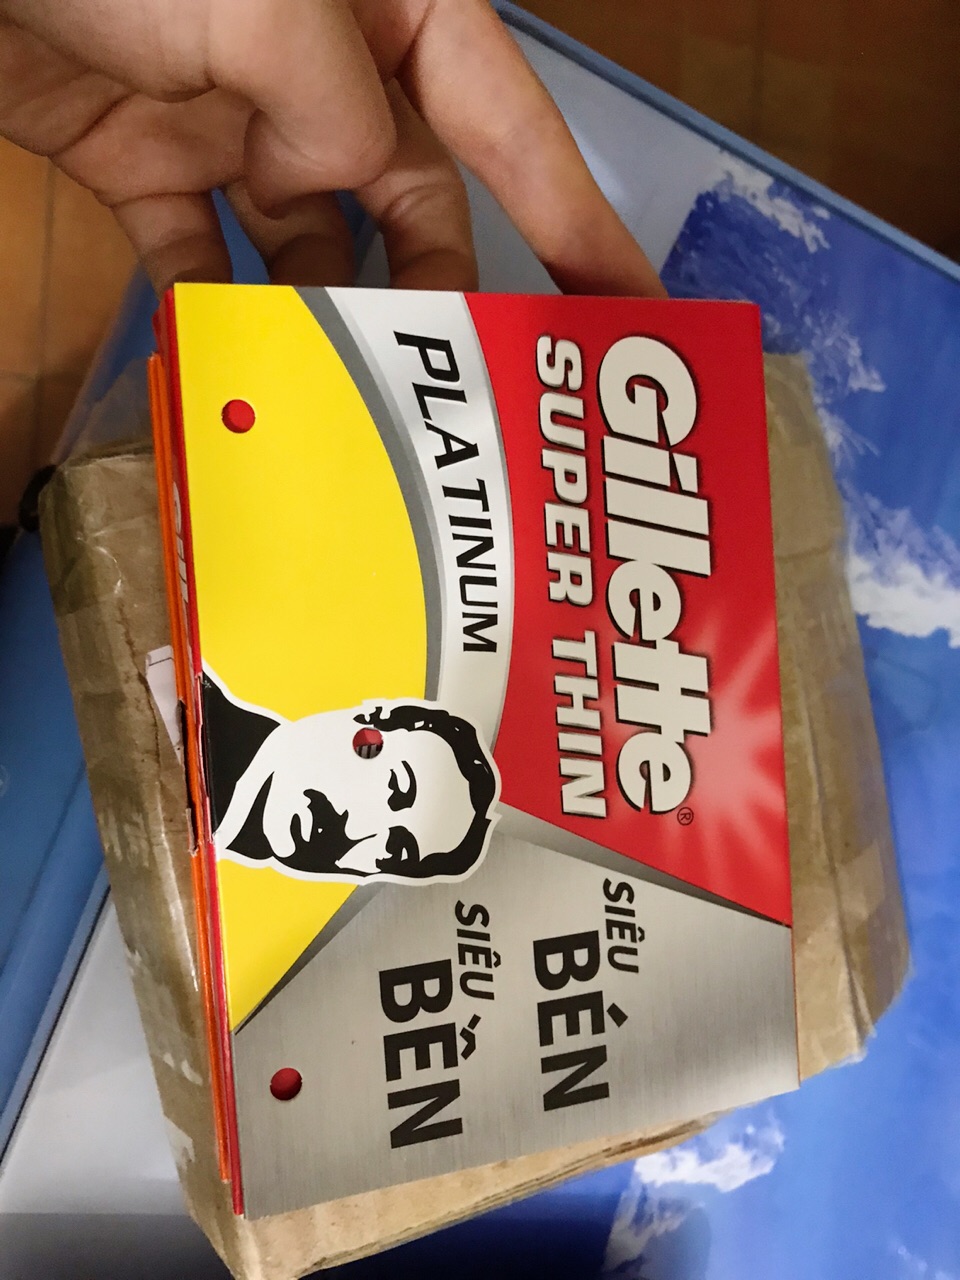 Gillette®
SUPER THIN
PLATINUM
SIÊU
BÉN
SIÊU
BỀN